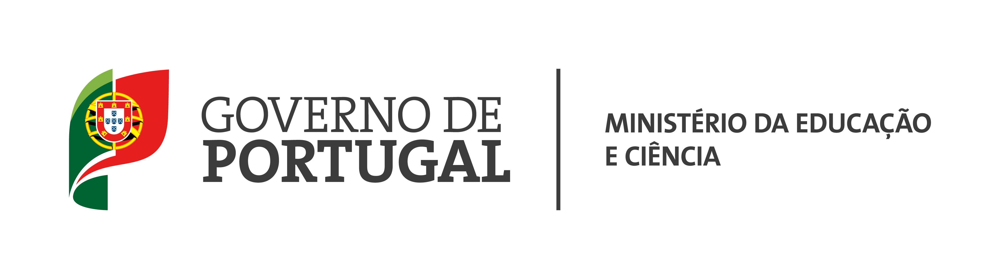 GOVERNO DE
PORTUGAL
MINISTÉRIO DA EDUCAÇÃO
E CIÊNCIA